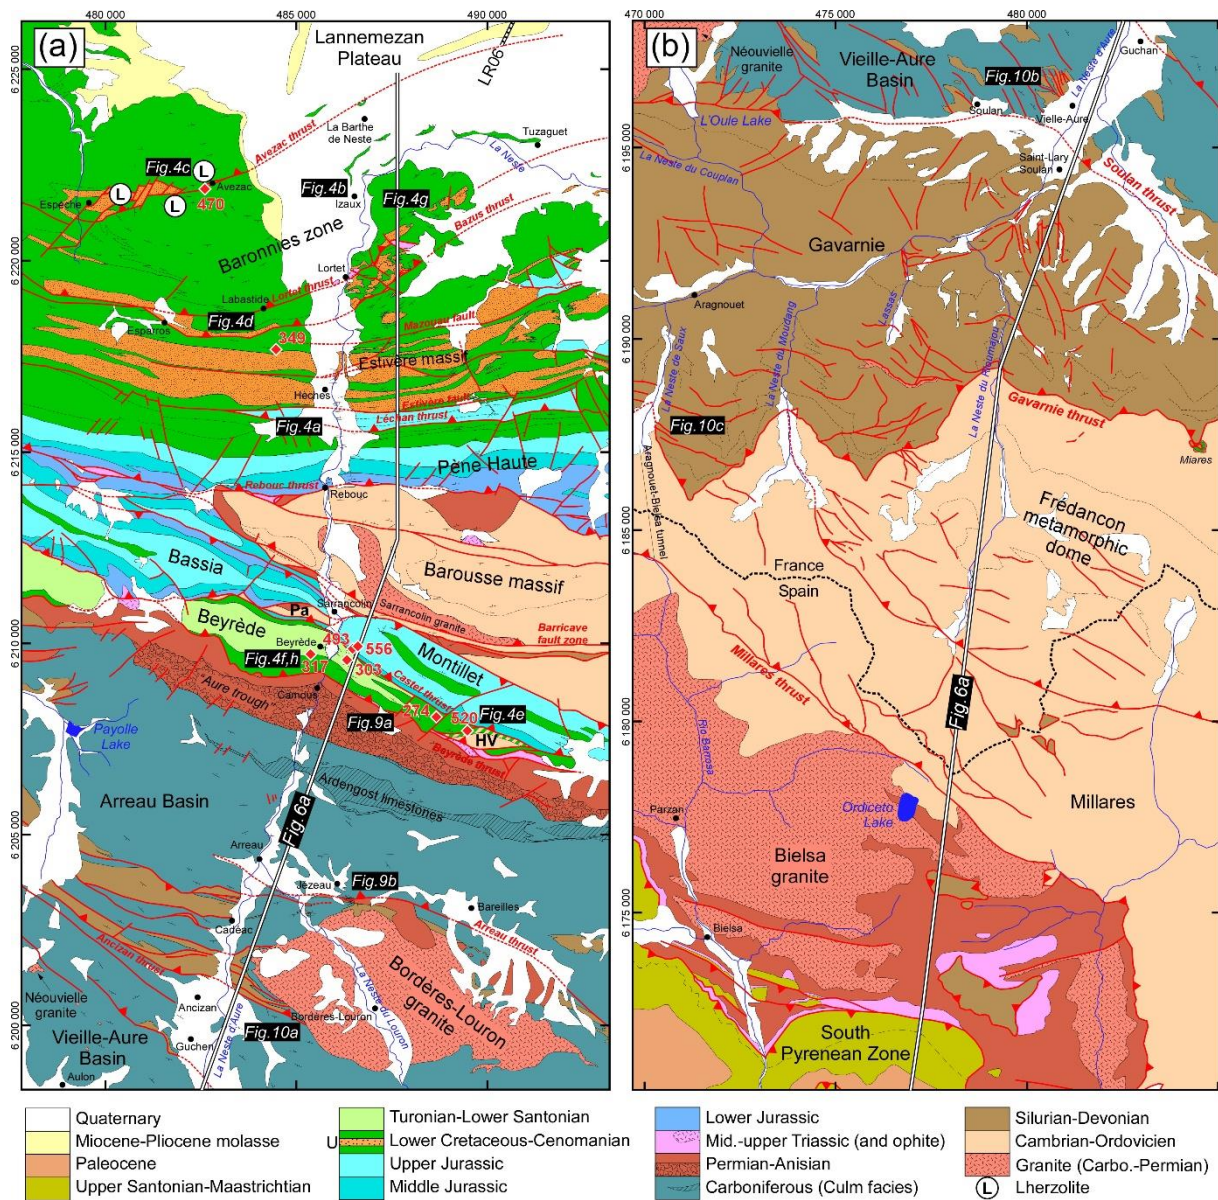 480 000
485 000
490 000
(a)
Lannemezan
Plateau
LR06
6 225 000
6 220 000
6 215 000
6 210 000
6 205 000
6 200 000
La Barthe
de Neste
Tuzaguet
Avezac thrust
La Neste
Fig.4c
L
L
L
Avezac
470
Espèche
Fig.4b
Izaux
Fig.4g
Bazus thrust
Baronnies zone
Lortet
Lortet thrust
Labastide
Esparros
Fig.4d
Mazouau fault
349
Estivère massif
Hèches
Estivère fault
Léchan thrust
Fig.4a
Pène Haute
Rebouc thrust
Rebouc
Bassia
Barousse massif
Pa
Sarrancolin
Sarrancolin granite
Barricave
fault zone
Beyrède
Beyrède
493
556
Fig.4f,h
317
303
Montillet
Camous
Castet thrust
"Aure trough"
Fig.9a
274
520
Fig.4e
HV
Beyrède thrust
Payolle
Lake
Ardengost limestones
Arreau Basin
Fig. 6a
Arreau
Jézeau
Fig.9b
Bareilles
Cadéac
Arreau thrust
Ancizan thrust
Bordères-Louron
granite
Néouvielle
granite
Ancizan
La Neste d'Aure
La Neste du Louron
Bordères-Louron
Fig.10a
Vieille-Aure
Basin
Guchen
Aulon
470 000
475 000
480 000
(b)
Néouvielle
granite
Vieille-Aure
Basin
Fig.10b
La Neste d'Aure
Guchan
Soulan
Vielle-Aure
L'Oule Lake
6 195 000
6 190 000
6 185 000
6 180 000
6 175 000
La Neste du Couplan
Saint-Lary
Soulan
Soulan thrust
Gavarnie
Aragnouet
La Neste de Saux
La Neste du Moudang
Lassas
La Neste du Rioumajou
Gavarnie thrust
Fig.10c
Miares
Aragnouet-Bielsa tunnel
Frédancon
metamorphic
dome
France
Spain
Millares thrust
Fig.6a
Rio Barrosa
Parzan
Ordiceto
Lake
Millares
Bielsa
granite
Bielsa
South
Pyrenean Zone
Quaternary
Miocene-Pliocene molasse
Paleocene
Upper Santonian-Maastrichtian
Turonian-Lower Santonian
U
Lower Cretaceous-Cenomanian
Upper Jurassic
Middle Jurassic
Lower Jurassic
Mid.-upper Triassic (and ophite)
Permian-Anisian
Carboniferous (Culm facies)
Silurian-Devonian
Cambrian-Ordovicien
Granite (Carbo.-Permian)
L
Lherzolite